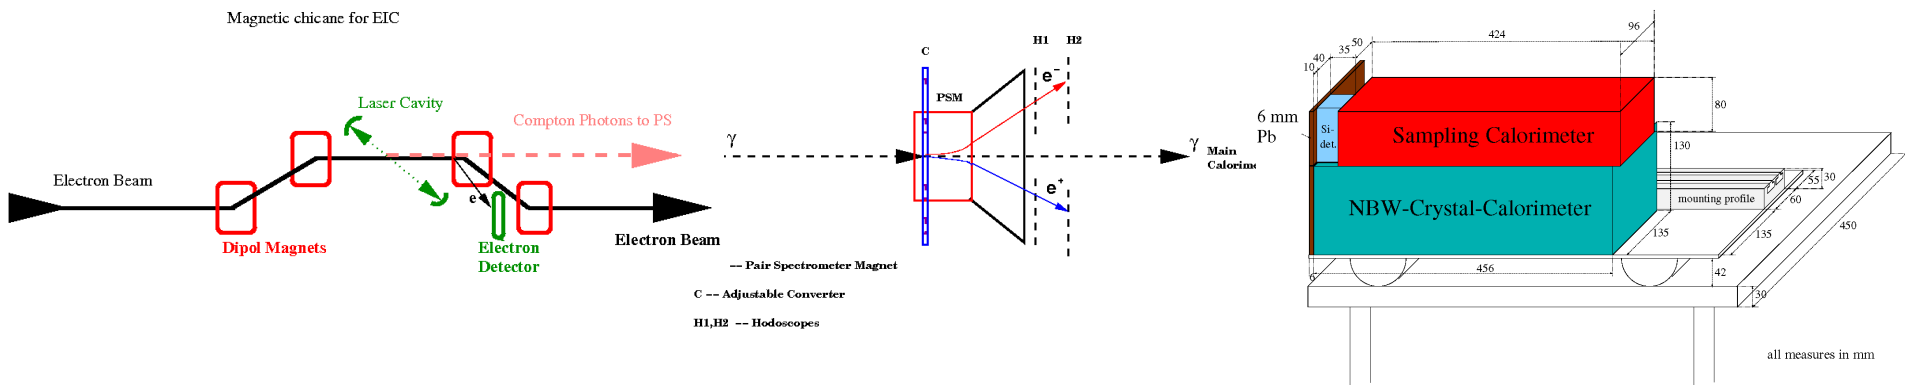 Magnetic chicane for EIC
Laser Cavity
Compton Photons to PS
Electron Beam
e
Dipol Magnets
Electron
Detector
Electron Beam
C
H1
H2
PSM
e−
γ
γ
Main
Calorime
e+
-- Pair Spectrometer Magnet
C -- Adjustable Converter
H1,H2 -- Hodoscopes
96
424
50
35
40
10
80
6 mm
Pb
Si-
det.
Sampling Calorimeter
130
NBW-Crystal-Calorimeter
mounting profile
55
30
60
135
135
450
456
6
42
30
all measures in mm